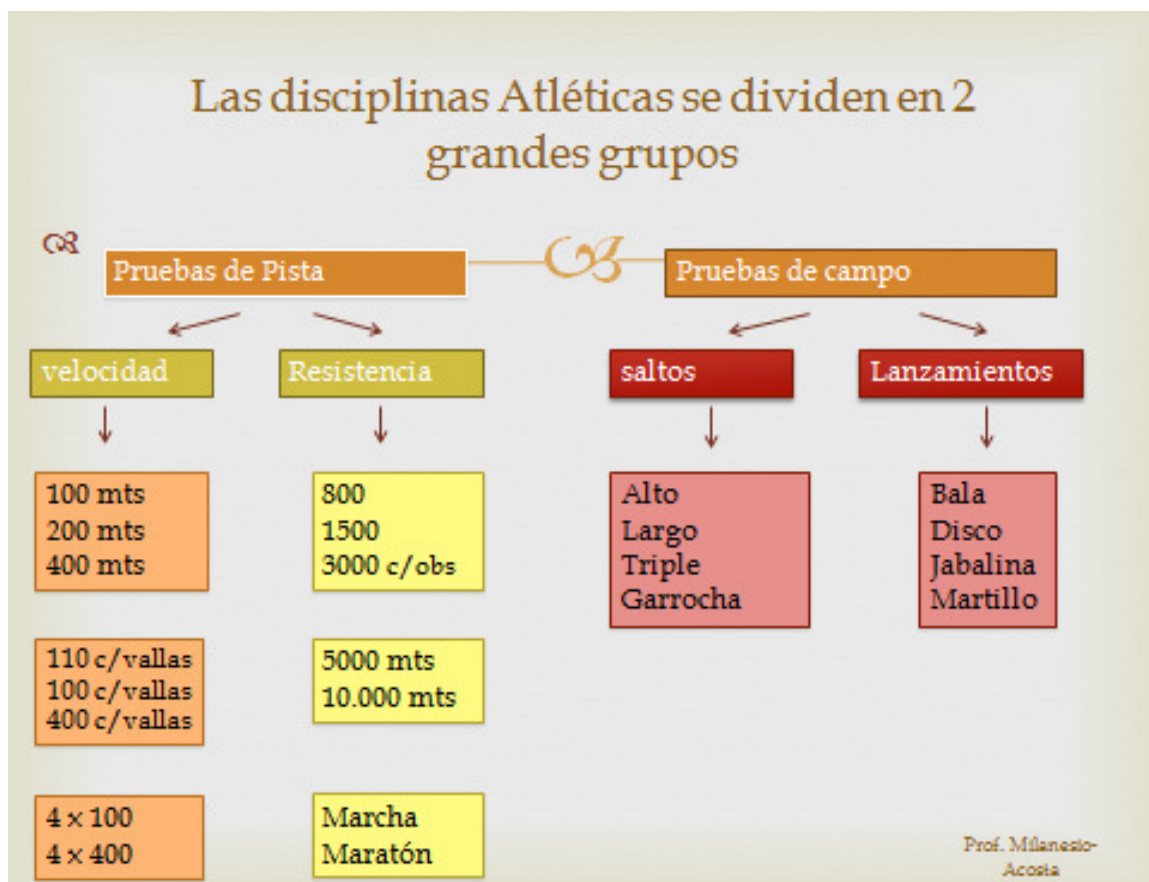 Las disciplinas Atléticas se dividen en 2
grandes grupos
Pruebas de Pista
Pruebas de campo
velocidad
Resistencia
saltos
Lanzamientos
100 mts
200 mts
400 mts
800
1500
3000 c/obs
Alto
Largo
Triple
Garrocha
Bala
Disco
Jabalina
Martillo
110 c/vallas
100 c/vallas
400 c/vallas
5000 mts
10.000 mts
4 x 100
4 x 400
Marcha
Maratón
Prof. Milanesio-
Acosta